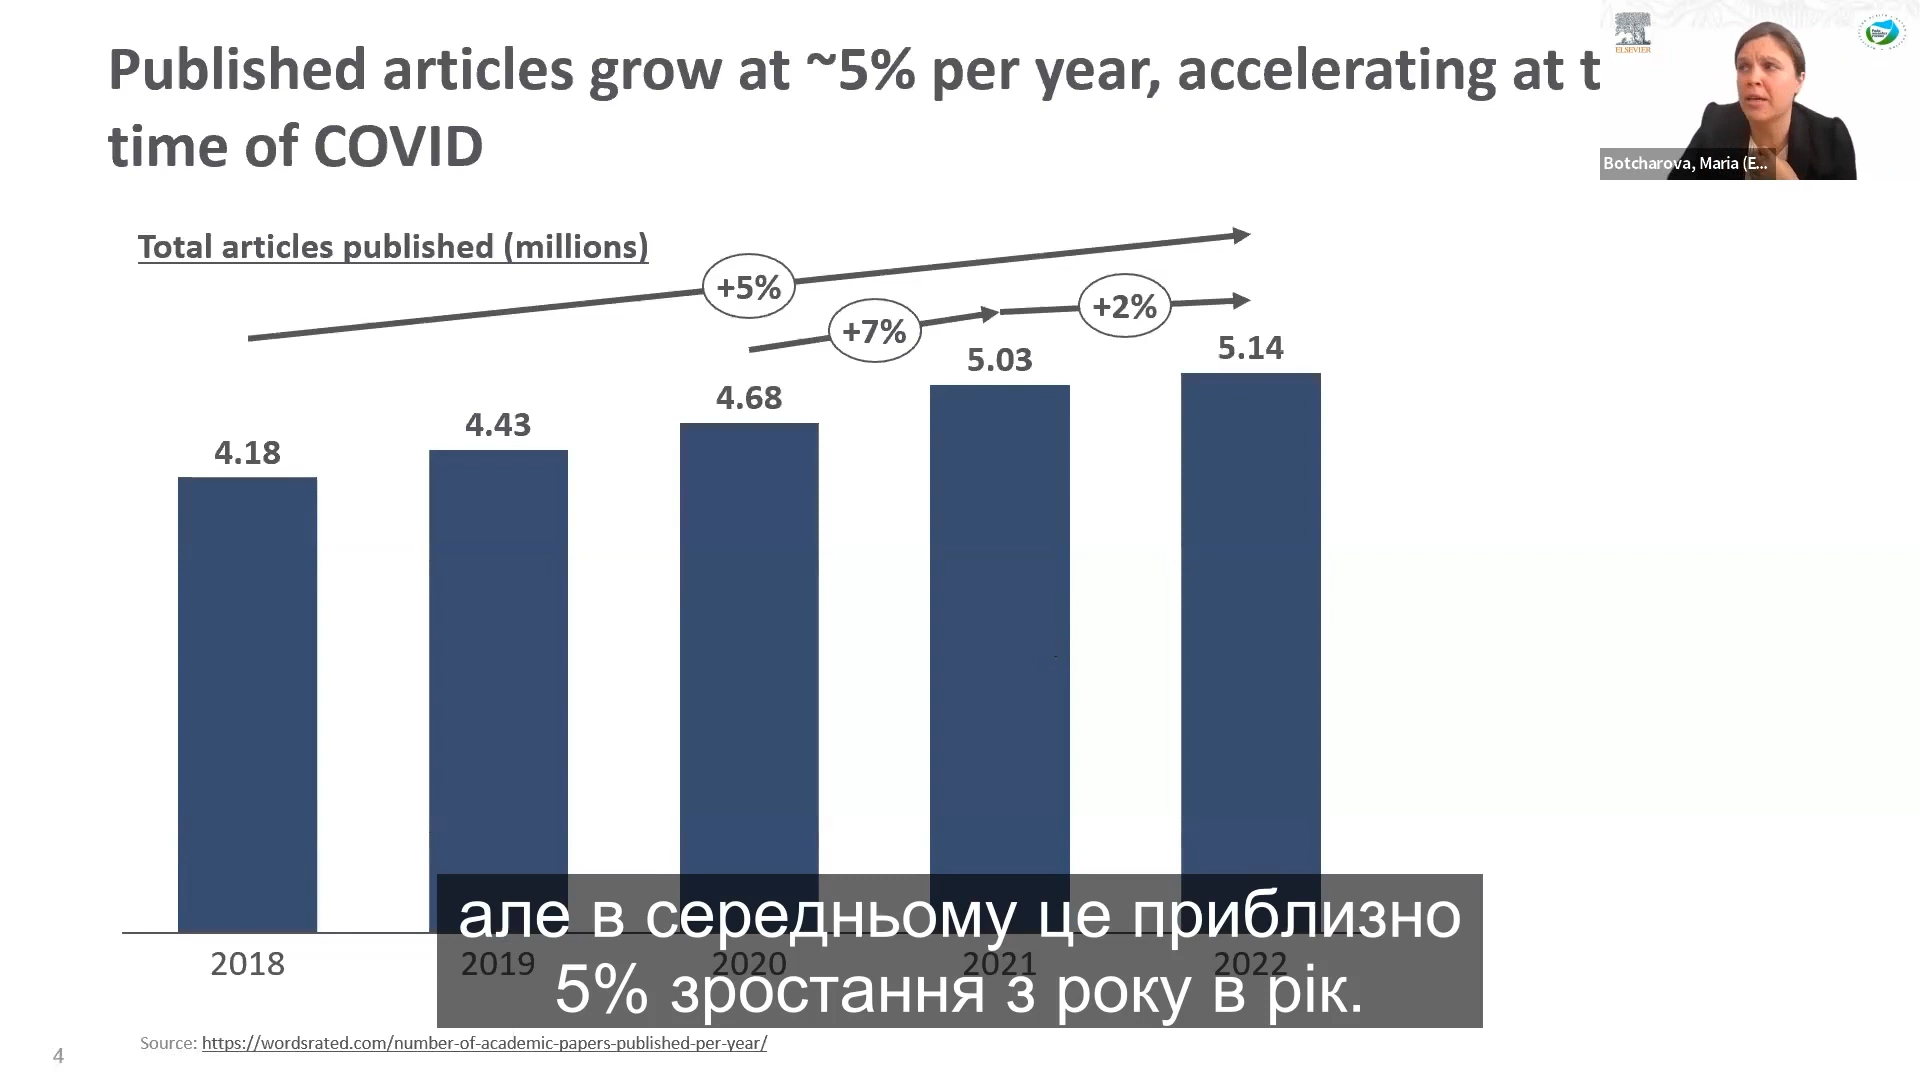 Published articles grow at ~5% per year, accelerating at t
time of COVID
ELSEVIER
Botcharova, Maria (E...
Total articles published (millions)
+5%
+7%
+2%
4.18
4.43
4.68
5.03
5.14
2018
2019
2020
2021
2022
але в середньому це приблизно
5% зростання з року в рік.
Source: https://wordsrated.com/number-of-academic-papers-published-per-year/
4